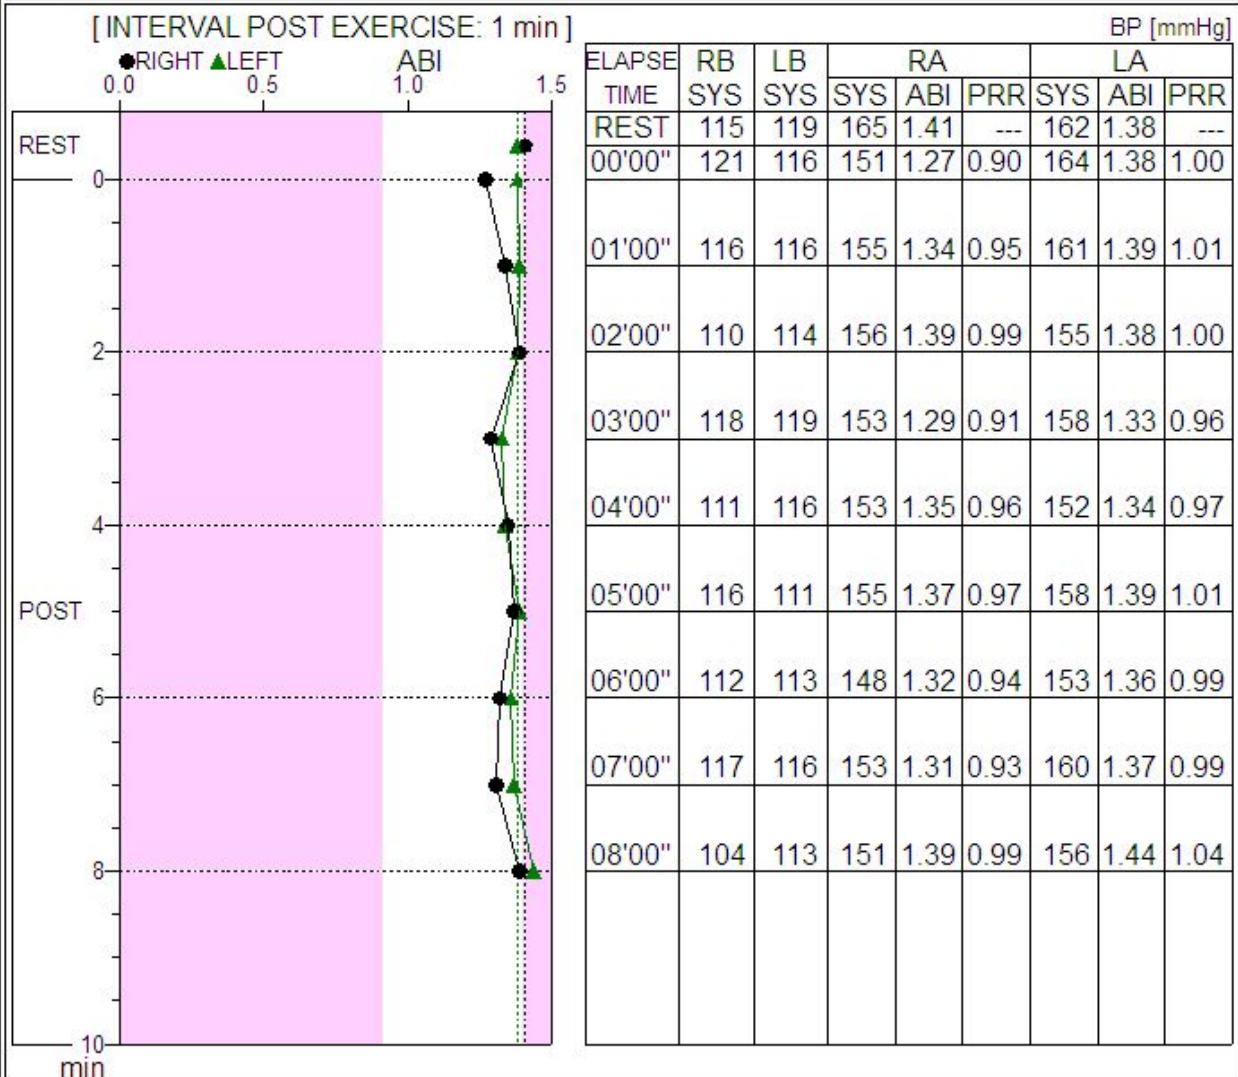 [ INTERVAL POST EXERCISE: 1 min ]
BP [mmHg]
●RIGHT ▲LEFT ABI
0.0 0.5 1.0 1.5
ELAPSE RB LB RA LA
TIME SYS SYS SYS ABI PRR SYS ABI PRR
REST
REST 115 119 165 1.41 --- 162 1.38 ---
0 00'00" 121 116 151 1.27 0.90 164 1.38 1.00
01'00" 116 116 155 1.34 0.95 161 1.39 1.01
2 02'00" 110 114 156 1.39 0.99 155 1.38 1.00
03'00" 118 119 153 1.29 0.91 158 1.33 0.96
4 04'00" 111 116 153 1.35 0.96 152 1.34 0.97
POST 05'00" 116 111 155 1.37 0.97 158 1.39 1.01
6 06'00" 112 113 148 1.32 0.94 153 1.36 0.99
07'00" 117 116 153 1.31 0.93 160 1.37 0.99
8 08'00" 104 113 151 1.39 0.99 156 1.44 1.04
10
min